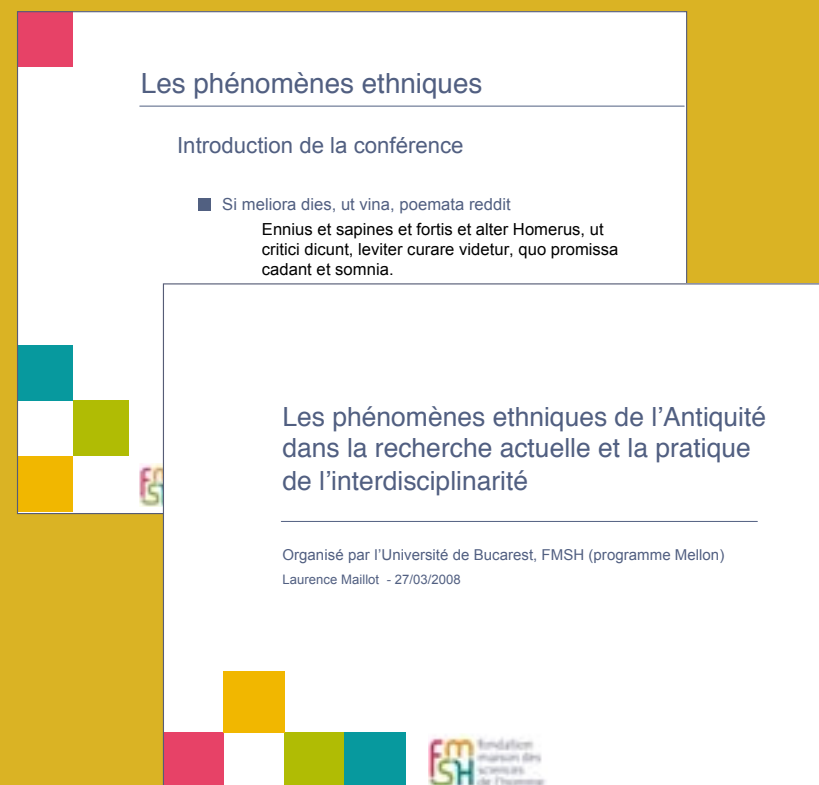 Les phénomènes ethniques
Introduction de la conférence
Si meliora dies, ut vina, poemata reddit
Ennius et sapines et fortis et alter Homerus, ut
critici dicunt, leviter curare videtur, quo promissa
cadant et somnia.
Les phénomènes ethniques de l’Antiquité
dans la recherche actuelle et la pratique
de l’interdisciplinarité
Organisé par l’Université de Bucarest, FMSH (programme Mellon)
Laurence Maillot - 27/03/2008
FMSH
fondation
maison des
sciences
de l'homme